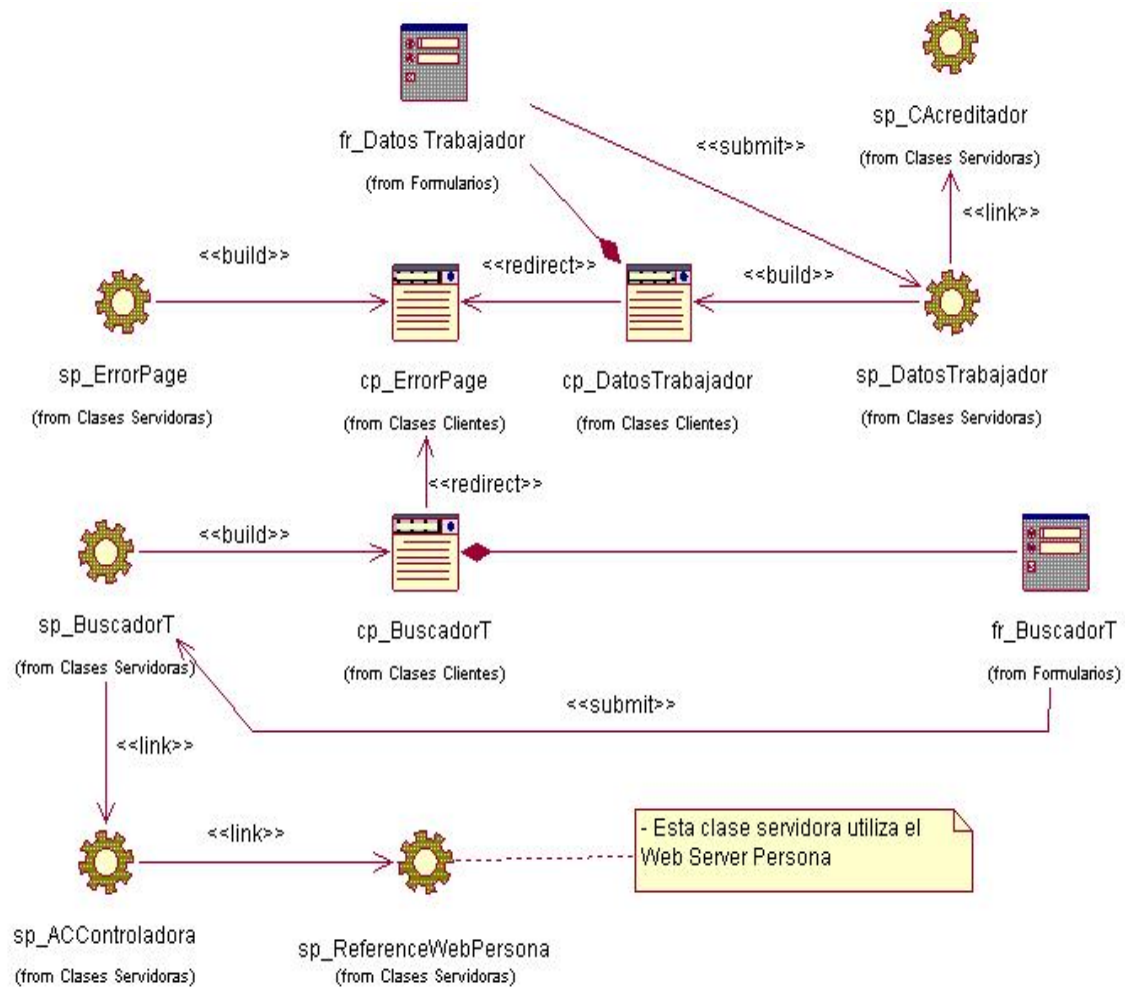 fr_Datos Trabajador
(from Formularios)
<<submit>>
sp_CAcreditador
(from Clases Servidoras)
<<link>>
<<build>>
<<redirect>>
<<build>>
sp_ErrorPage
(from Clases Servidoras)
cp_ErrorPage
(from Clases Clientes)
cp_DatosTrabajador
(from Clases Clientes)
sp_DatosTrabajador
(from Clases Servidoras)
<<redirect>>
<<build>>
sp_BuscadorT
(from Clases Servidoras)
cp_BuscadorT
(from Clases Clientes)
fr_BuscadorT
(from Formularios)
<<submit>>
<<link>>
<<link>>
- Esta clase servidora utiliza el
Web Server Persona
sp_ACControladora
(from Clases Servidoras)
sp_ReferenceWebPersona
(from Clases Servidoras)